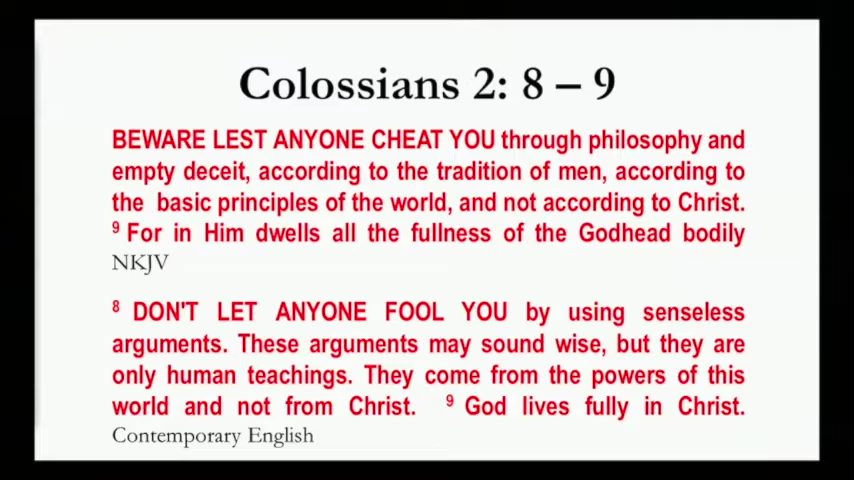 Colossians 2: 8 – 9
BEWARE LEST ANYONE CHEAT YOU through philosophy and
empty deceit, according to the tradition of men, according to
the basic principles of the world, and not according to Christ.
9 For in Him dwells all the fullness of the Godhead bodily
NKJV
8 DON'T LET ANYONE FOOL YOU by using senseless
arguments. These arguments may sound wise, but they are
only human teachings. They come from the powers of this
world and not from Christ. 9 God lives fully in Christ.
Contemporary English